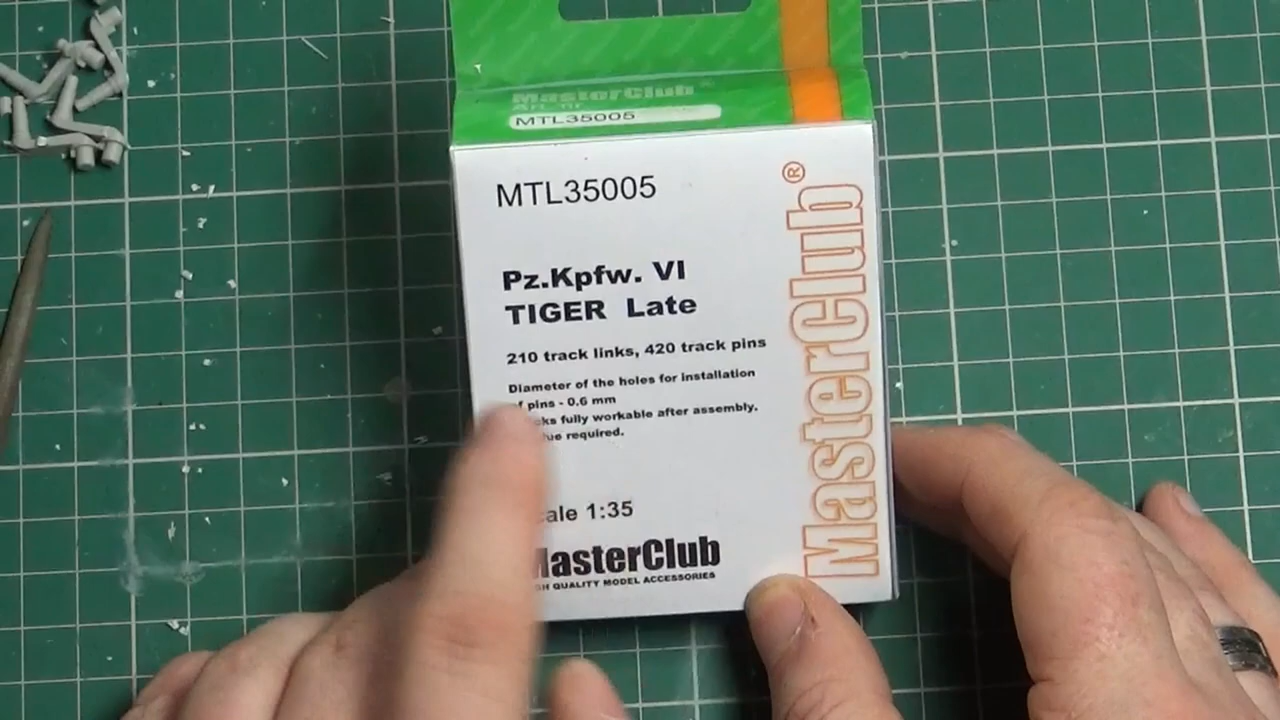 MasterClub
MTL35005
MTL35005
MasterClub®
Pz.Kpfw. VI
TIGER Late
210 track links, 420 track pins
Diameter of the holes for installation
pins - 0.6 mm
fully workable after assembly.
required.
1:35
MasterClub
QUALITY MODEL ACCESSORIES